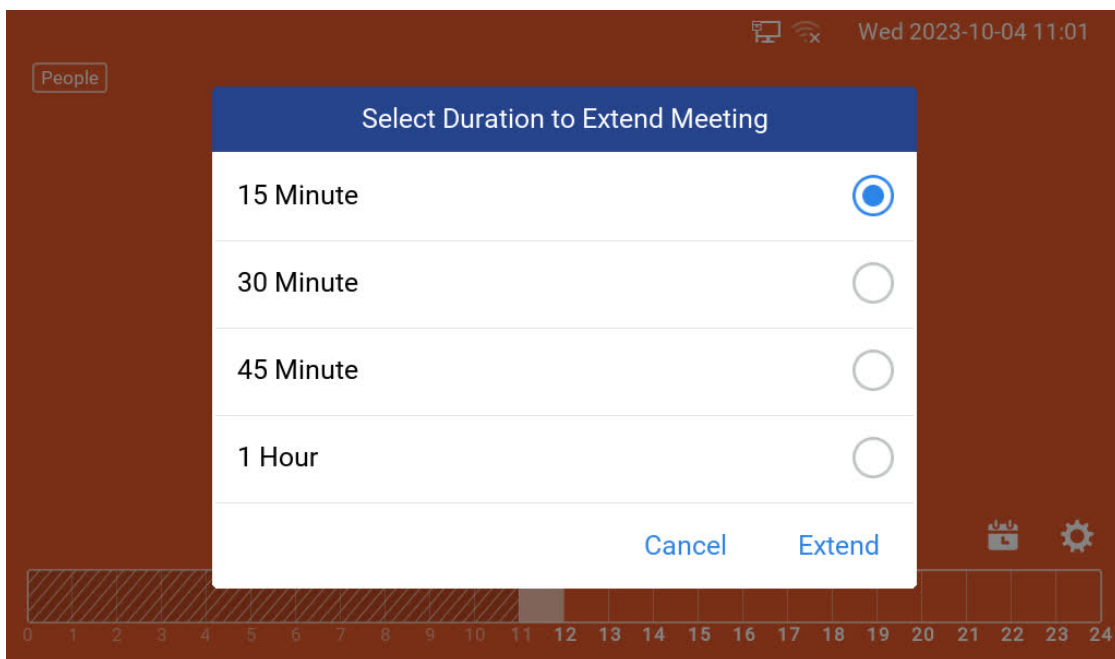 Wed 2023-10-04 11:01
People
Select Duration to Extend Meeting
15 Minute
30 Minute
45 Minute
1 Hour
Cancel Extend
0 1 2 3 4 5 6 7 8 9 10 11 12 13 14 15 16 17 18 19 20 21 22 23 24